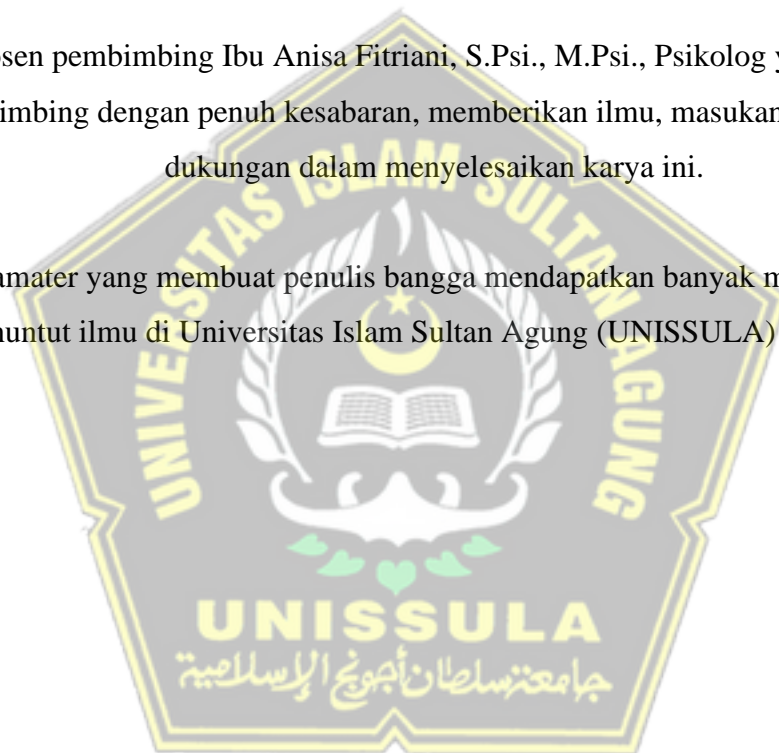 osen pembimbing Ibu Anisa Fitriani, S.Psi., M.Psi., Psikolog y
imbing dengan penuh kesabaran, memberikan ilmu, masukan
dukungan dalam menyelesaikan karya ini.
amater yang membuat penulis bangga mendapatkan banyak m
nuntut ilmu di Universitas Islam Sultan Agung (UNISSULA)
UNIVERSITAS ISLAM SULTAN AGUNG
UNISSULA
جامعة سلطان أجونج الإسلامية